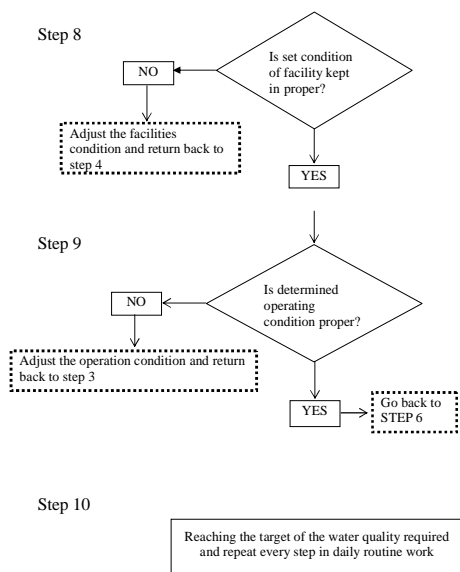 Step 8
Is set condition
of facility kept
in proper?
NO
Adjust the facilities
condition and return back to
step 4
YES
Step 9
Is determined
operating
condition proper?
NO
Adjust the operation condition and return
back to step 3
YES
Go back to
STEP 6
Step 10
Reaching the target of the water quality required
and repeat every step in daily routine work